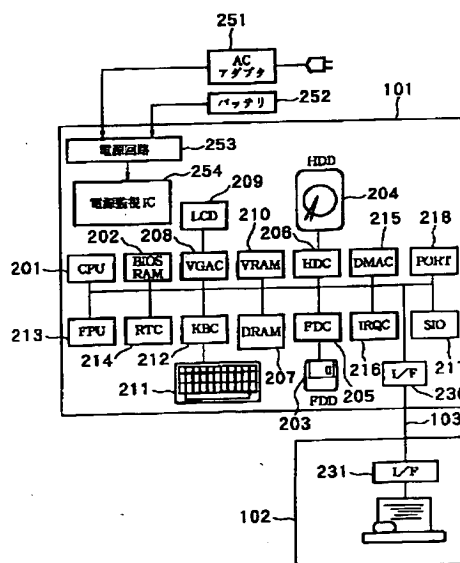 251
AC
アダプタ
バッテリ
252
101
電源回路
253
254
電源監視IC
HDD
209
LCD
204
202
208
210
206
215
218
201
CPU
BIOS
RAM
VGAC
VRAM
HDC
DMAC
PORT
213
FPU
RTC
KBC
DRAM
FDC
IRQC
SIO
214
212
207
205
216
217
211
203
FDD
I/F
230
103
231
I/F
102